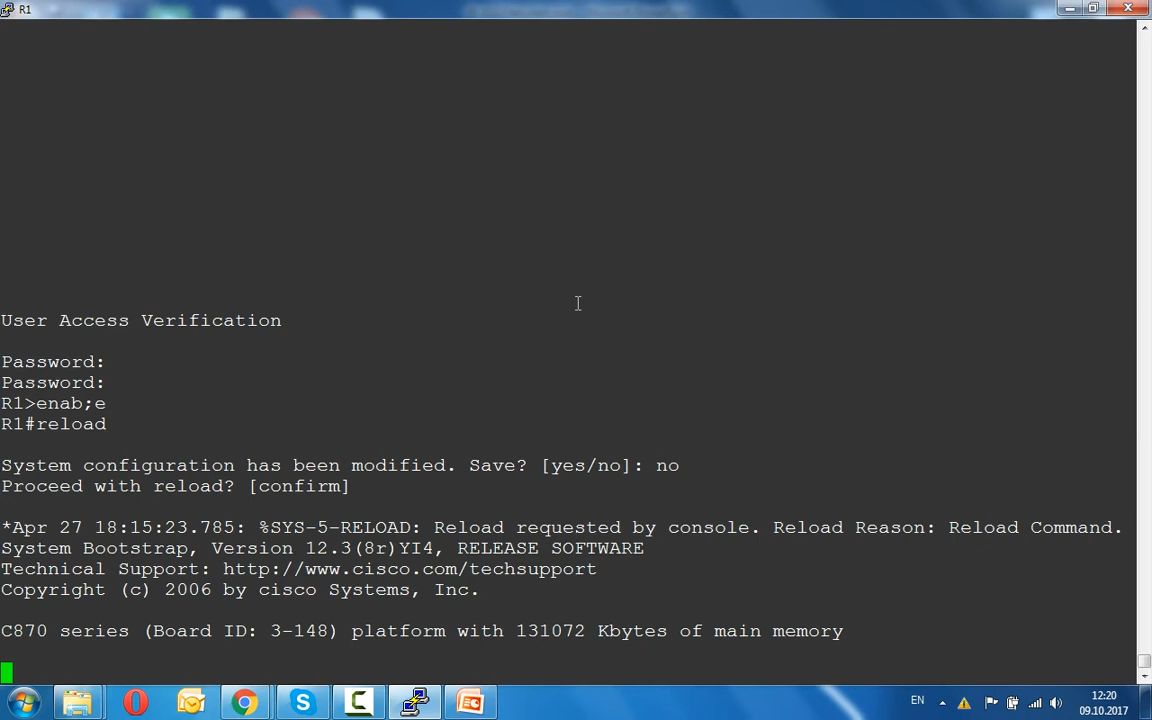 R1
User Access Verification
Password:
Password:
R1>enab;e
R1#reload
System configuration has been modified. Save? [yes/no]: no
Proceed with reload? [confirm]
*Apr 27 18:15:23.785: %SYS-5-RELOAD: Reload requested by console. Reload Reason: Reload Command.
System Bootstrap, Version 12.3(8r)YI4, RELEASE SOFTWARE
Technical Support: http://www.cisco.com/techsupport
Copyright (c) 2006 by cisco Systems, Inc.
C870 series (Board ID: 3-148) platform with 131072 Kbytes of main memory
EN
12:20
09.10.2017